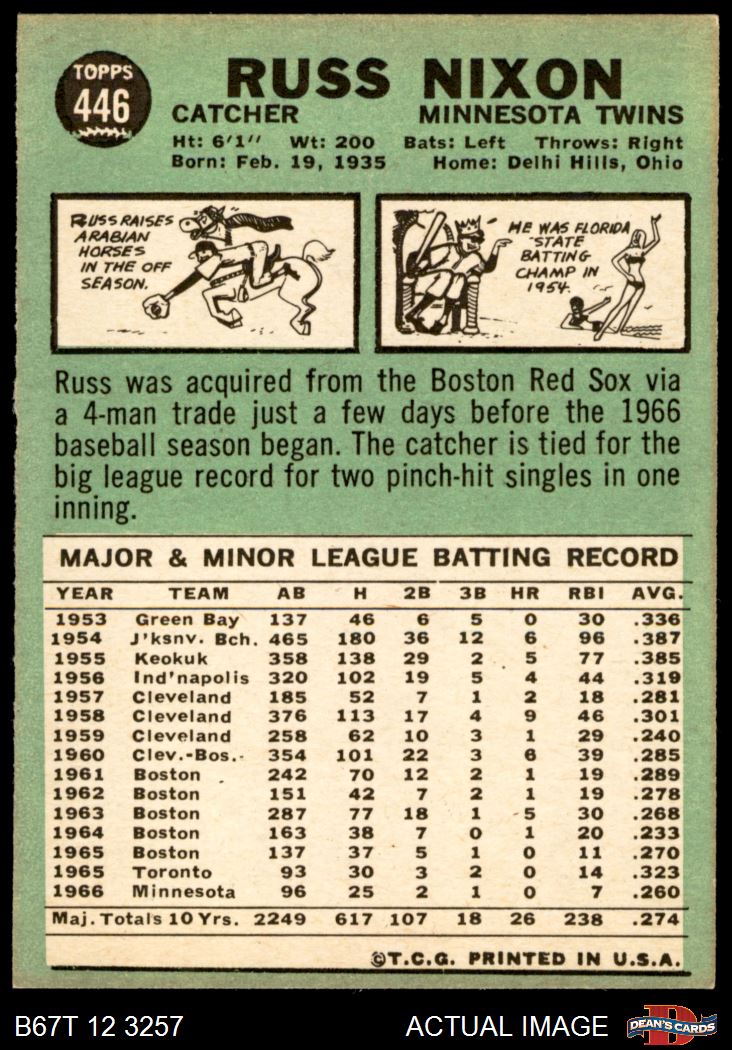 TOPPS
446
RUSS NIXON
CATCHER MINNESOTA TWINS
Ht: 6'1'' Wt: 200 Bats: Left Throws: Right
Born: Feb. 19, 1935 Home: Delhi Hills, Ohio
RUSS RAISES
ARABIAN
HORSES
IN THE OFF
SEASON.
HE WAS FLORIDA
STATE
BATTING
CHAMP IN
1954.
Russ was acquired from the Boston Red Sox via
a 4-man trade just a few days before the 1966
baseball season began. The catcher is tied for the
big league record for two pinch-hit singles in one
inning.
MAJOR & MINOR LEAGUE BATTING RECORD
YEAR TEAM AB H 2B 3B HR RBI AVG.
1953 Green Bay 137 46 6 5 0 30 .336
1954 J'ksnv. Bch. 465 180 36 12 6 96 .387
1955 Keokuk 358 138 29 2 5 77 .385
1956 Ind'napolis 320 102 19 5 4 44 .319
1957 Cleveland 185 52 7 1 2 18 .281
1958 Cleveland 376 113 17 4 9 46 .301
1959 Cleveland 258 62 10 3 1 29 .240
1960 Clev.-Bos. 354 101 22 3 6 39 .285
1961 Boston 242 70 12 2 1 19 .289
1962 Boston 151 42 7 2 1 19 .278
1963 Boston 287 77 18 1 5 30 .268
1964 Boston 163 38 7 0 1 20 .233
1965 Boston 137 37 5 1 0 11 .270
1965 Toronto 93 30 3 2 0 14 .323
1966 Minnesota 96 25 2 1 0 7 .260
Maj. Totals 10 Yrs. 2249 617 107 18 26 238 .274
©T.C.G. PRINTED IN U.S.A.
B67T 12 3257 ACTUAL IMAGE
D
DEAN'S CARDS